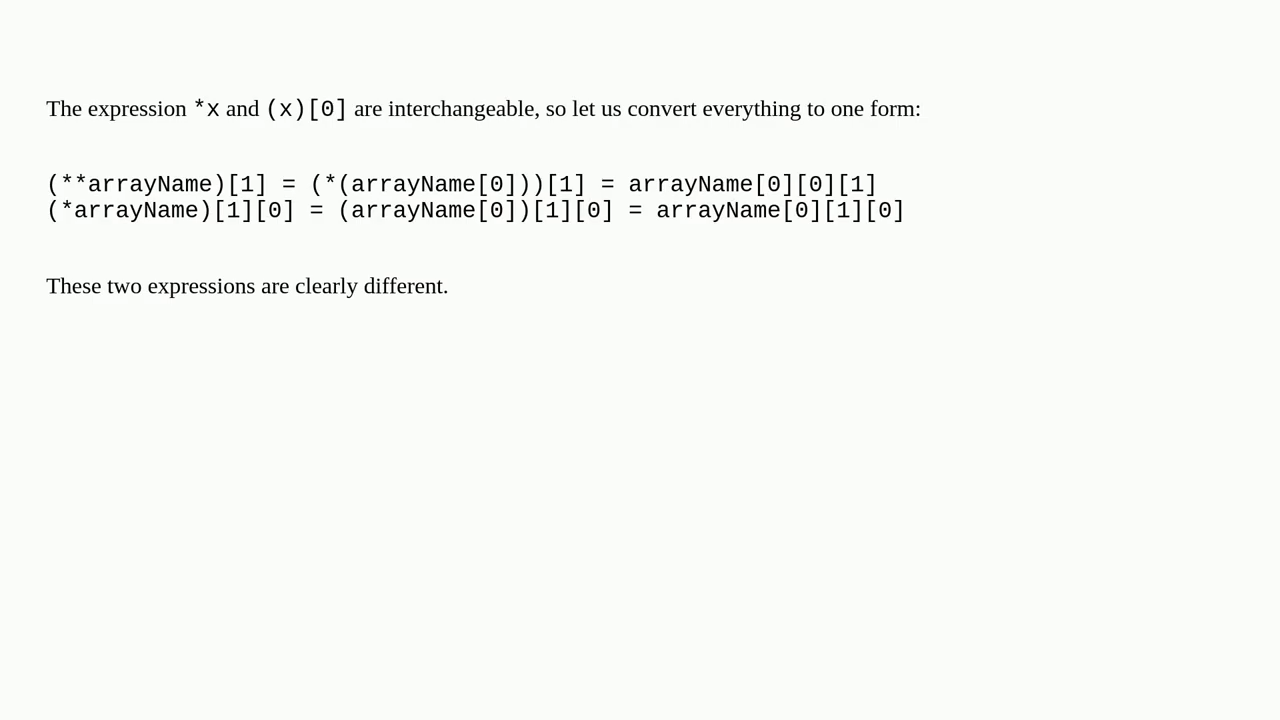 The expression *x and (x)[0] are interchangeable, so let us convert everything to one form:
(**arrayName)[1] = (*(arrayName[0]))[1] = arrayName[0][0][1]
(*arrayName)[1][0] = (arrayName[0])[1][0] = arrayName[0][1][0]
These two expressions are clearly different.